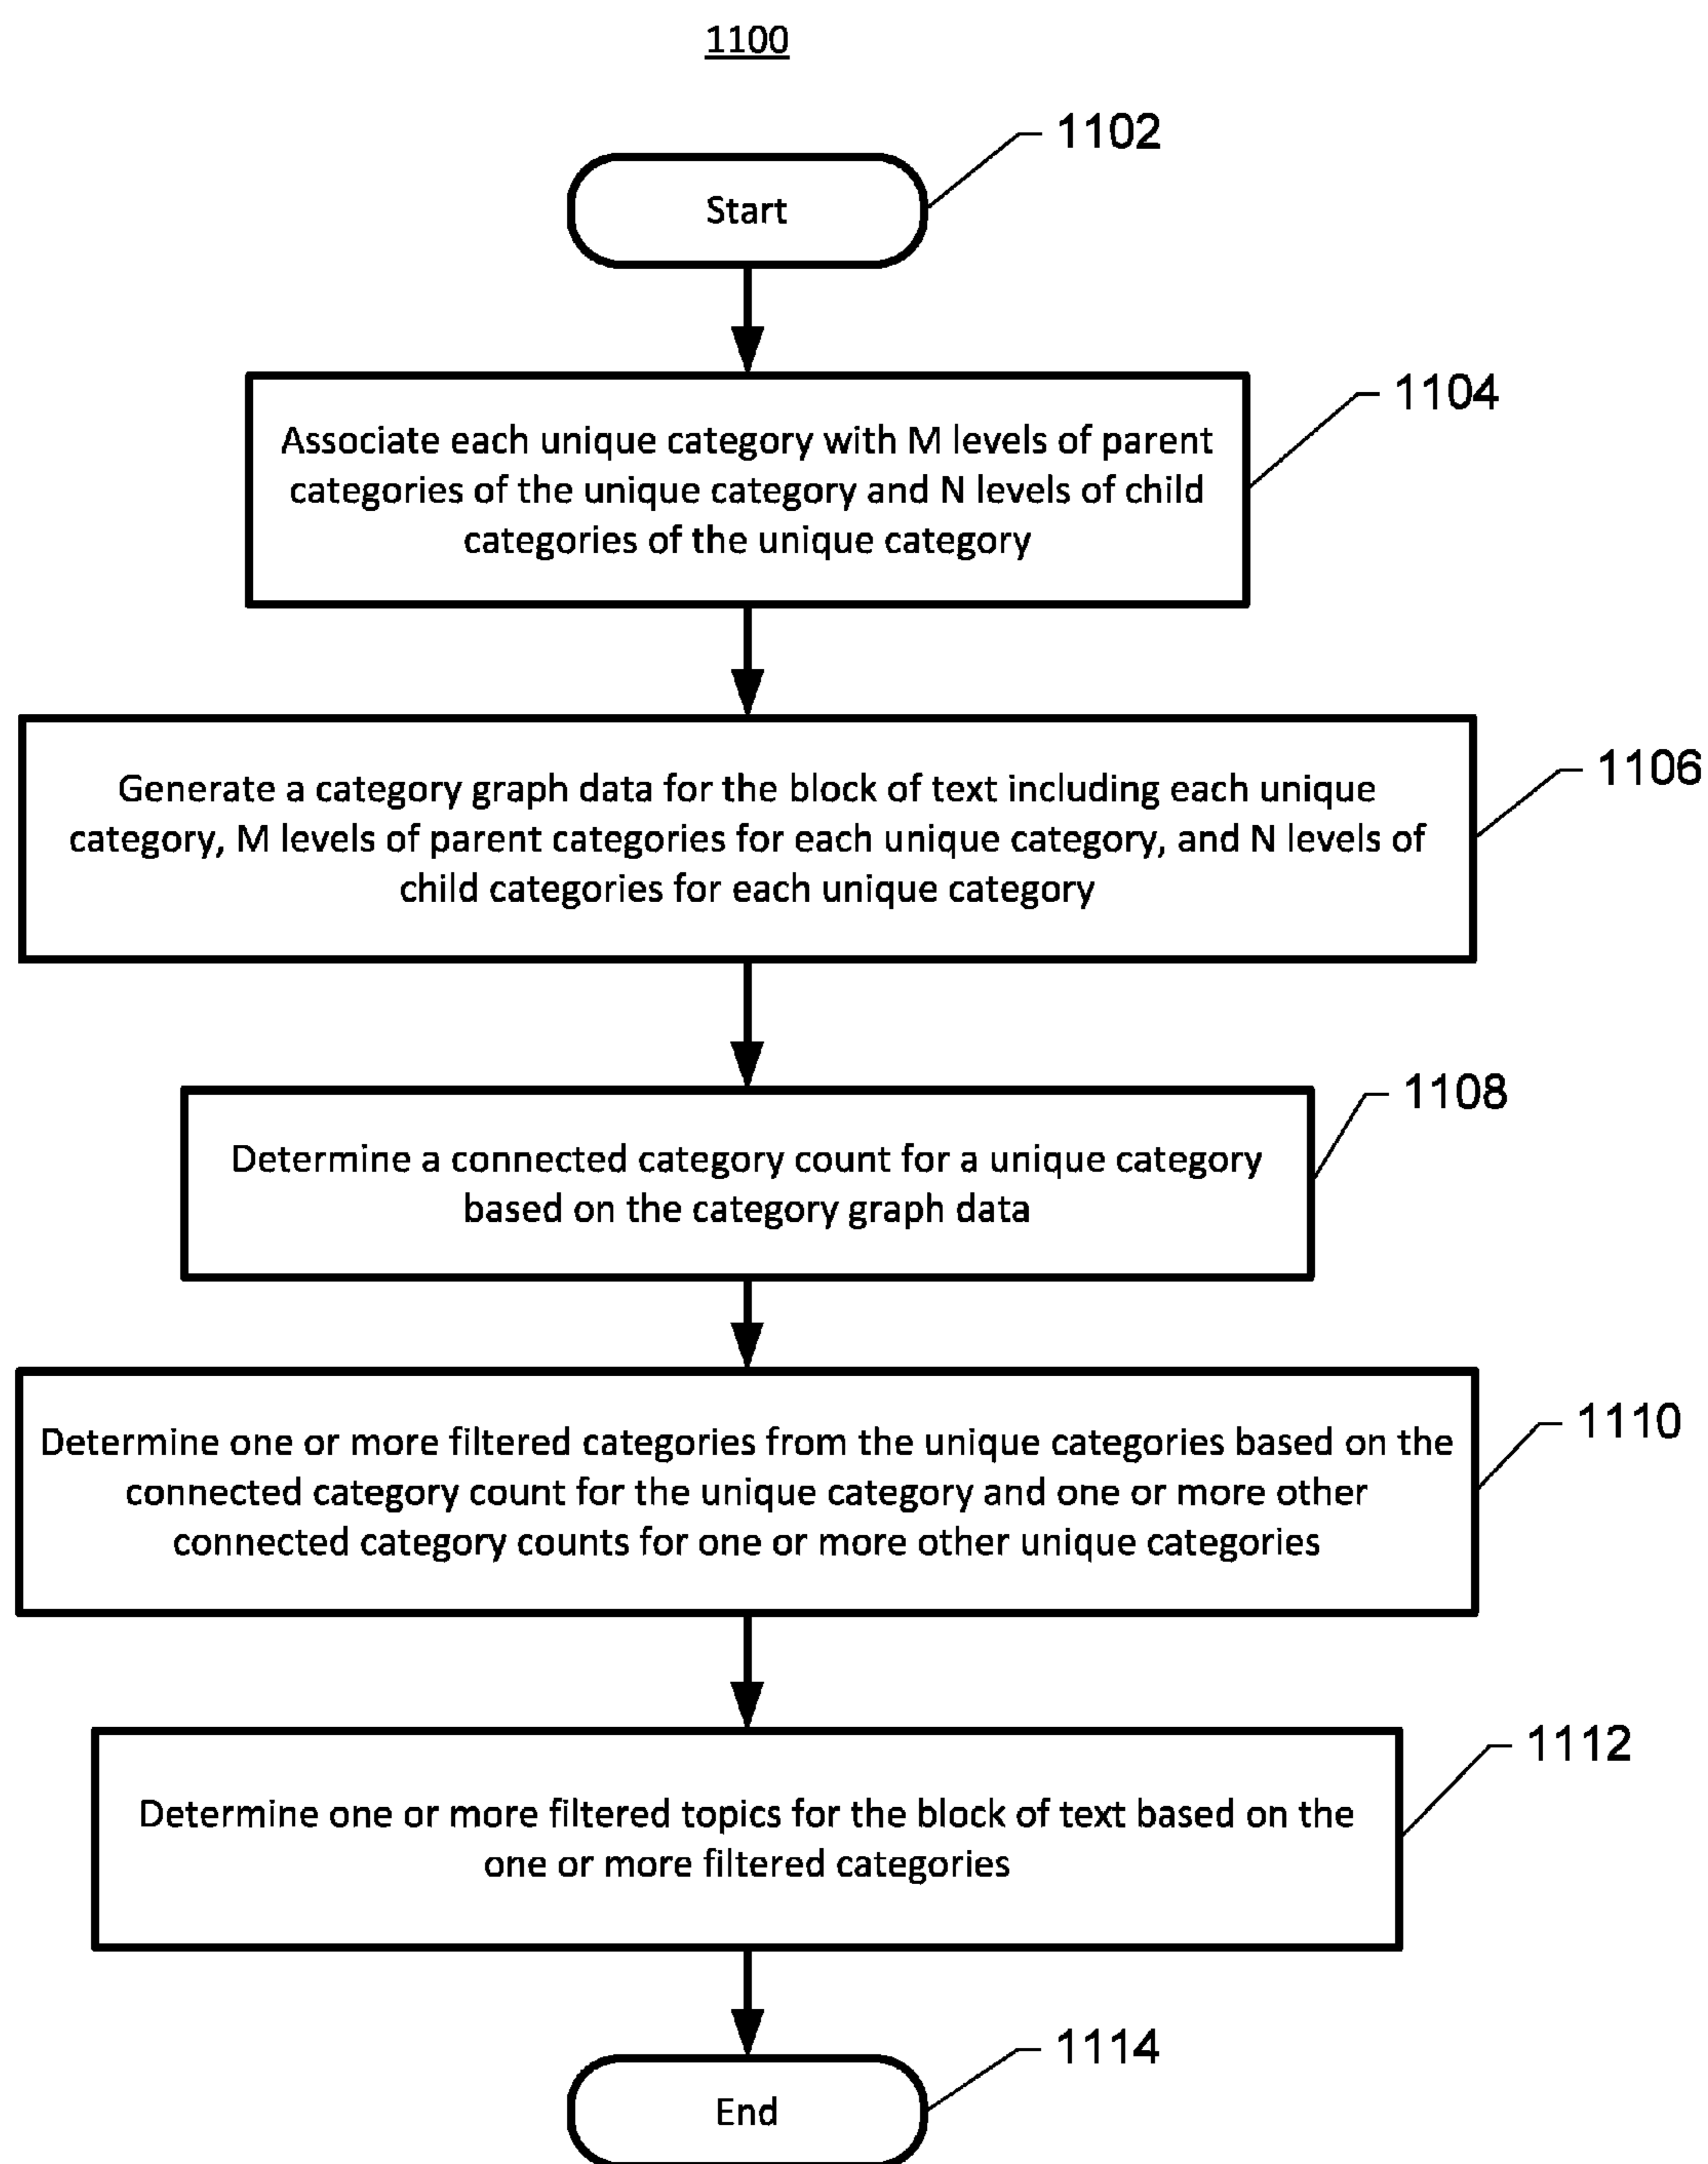 1100
1102
Start
1104
Associate each unique category with M levels of parent
categories of the unique category and N levels of child
categories of the unique category
1106
Generate a category graph data for the block of text including each unique
category, M levels of parent categories for each unique category, and N levels of
child categories for each unique category
1108
Determine a connected category count for a unique category
based on the category graph data
1110
Determine one or more filtered categories from the unique categories based on the
connected category count for the unique category and one or more other
connected category counts for one or more other unique categories
1112
Determine one or more filtered topics for the block of text based on the
one or more filtered categories
1114
End